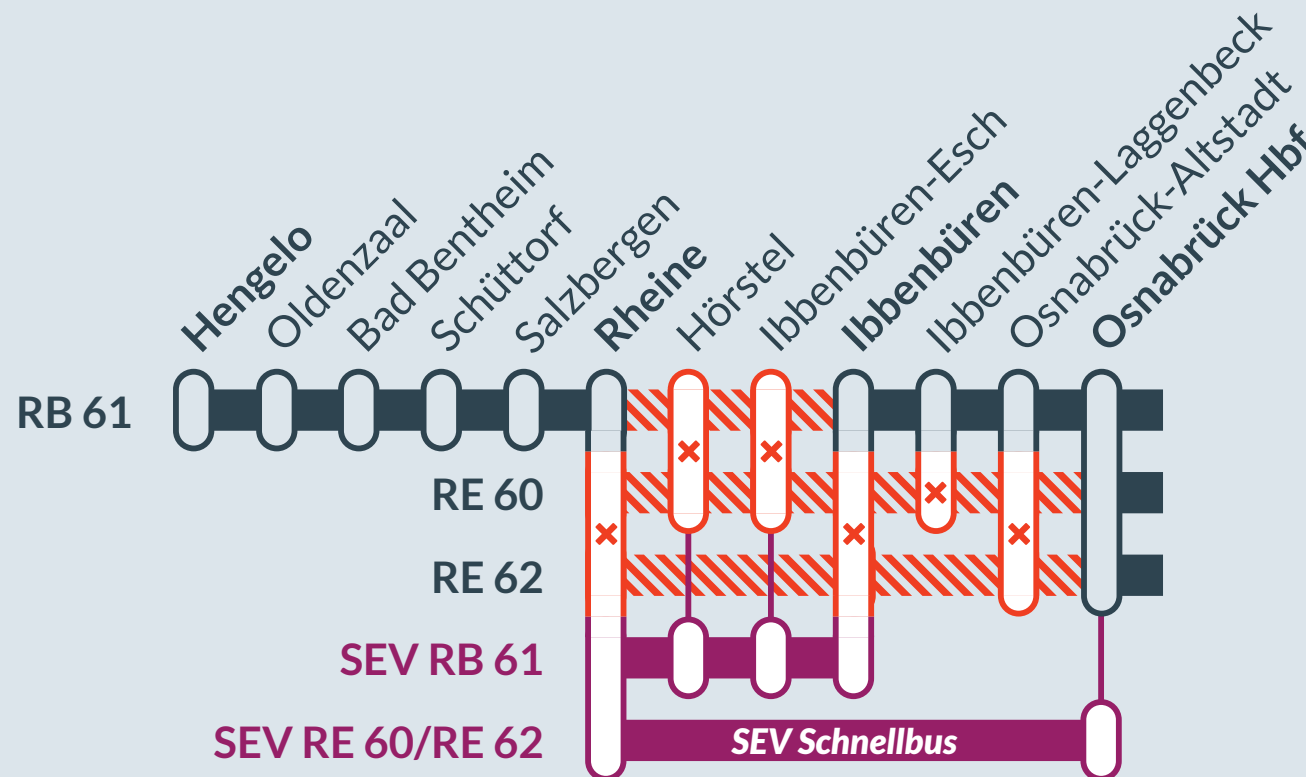 Hengelo
Oldenzaal
Bad Bentheim
Schüttorf
Salzbergen
Rheine
Hörstel
Ibbenbüren-Esch
Ibbenbüren
Ibbenbüren-Laggenbeck
Osnabrück-Altstadt
Osnabrück Hbf
RB 61
RE 60
RE 62
SEV RB 61
SEV RE 60/RE 62
SEV Schnellbus